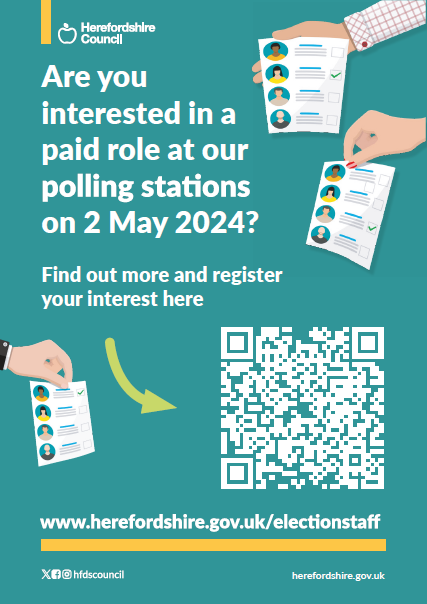 Herefordshire
Council
Are you
interested in a
paid role at our
polling stations
on 2 May 2024?
Find out more and register
your interest here
www.herefordshire.gov.uk/electionstaff
hfdscouncil
herefordshire.gov.uk